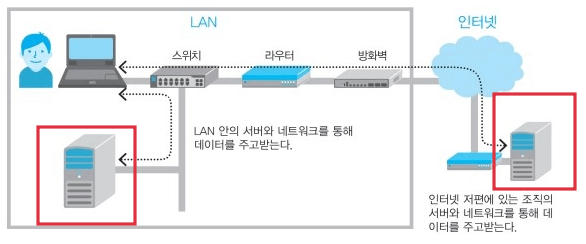 LAN
인터넷
스위치
라우터
방화벽
LAN 안의 서버와 네트워크를 통해
데이터를 주고받는다.
인터넷 저편에 있는 조직의
서버와 네트워크를 통해 데
이터를 주고받는다.